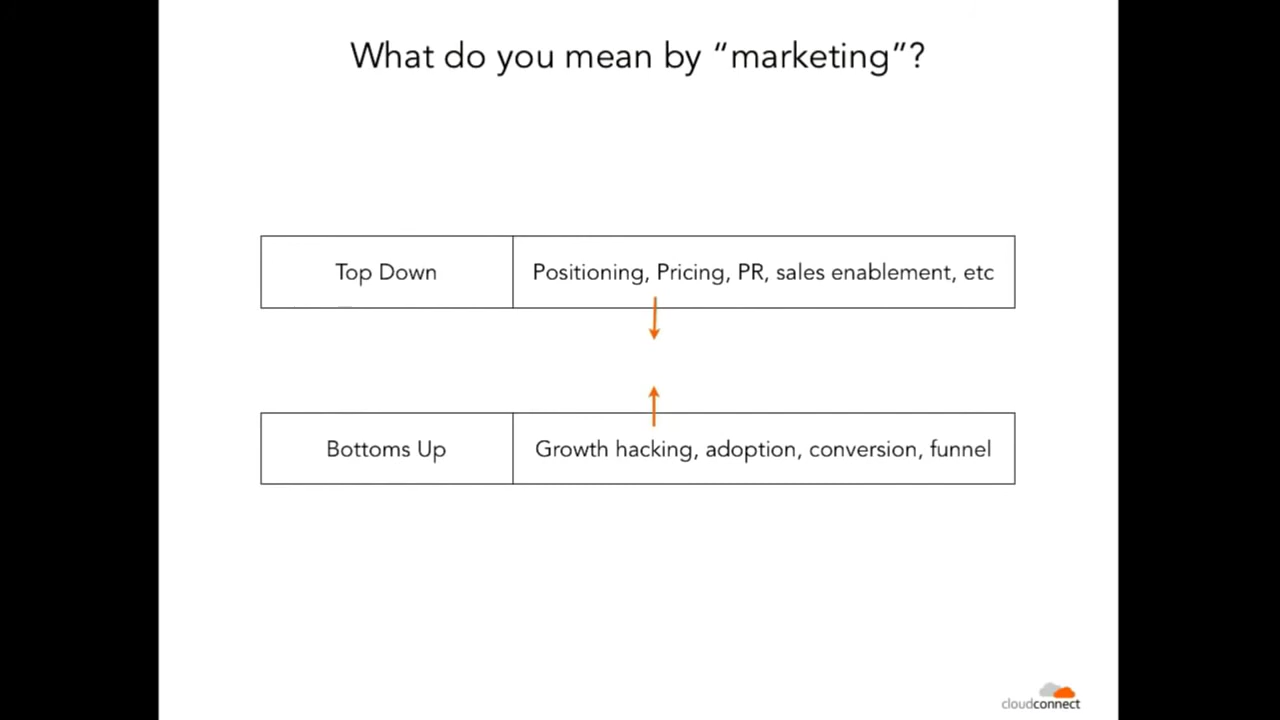 What do you mean by “marketing”?
Top Down
Positioning, Pricing, PR, sales enablement, etc
Bottoms Up
Growth hacking, adoption, conversion, funnel
cloudconnect